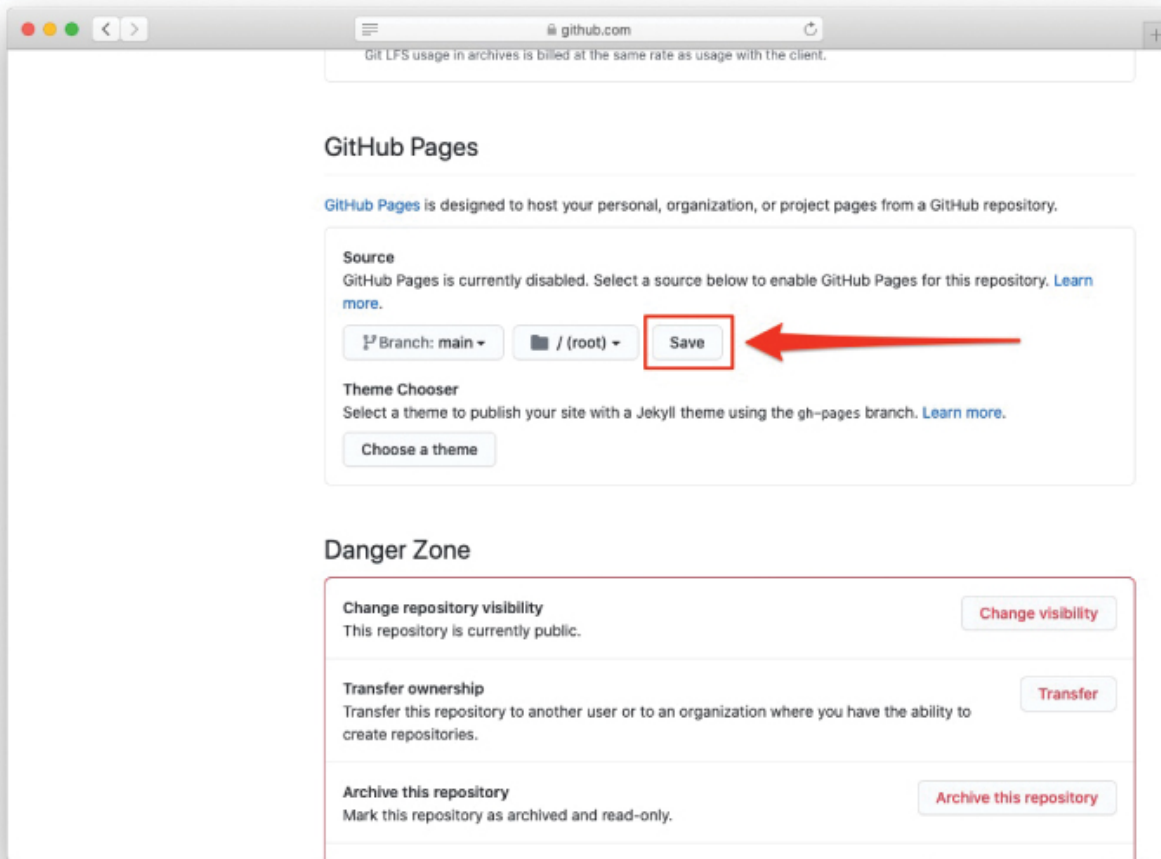 github.com
Git LFS usage in archives is billed at the same rate as usage with the client.
GitHub Pages
GitHub Pages is designed to host your personal, organization, or project pages from a GitHub repository.
Source
GitHub Pages is currently disabled. Select a source below to enable GitHub Pages for this repository. Learn
more.
Branch: main / (root) Save
Theme Chooser
Select a theme to publish your site with a Jekyll theme using the gh-pages branch. Learn more.
Choose a theme
Danger Zone
Change repository visibility
This repository is currently public.
Change visibility
Transfer ownership
Transfer this repository to another user or to an organization where you have the ability to
create repositories.
Transfer
Archive this repository
Mark this repository as archived and read-only.
Archive this repository